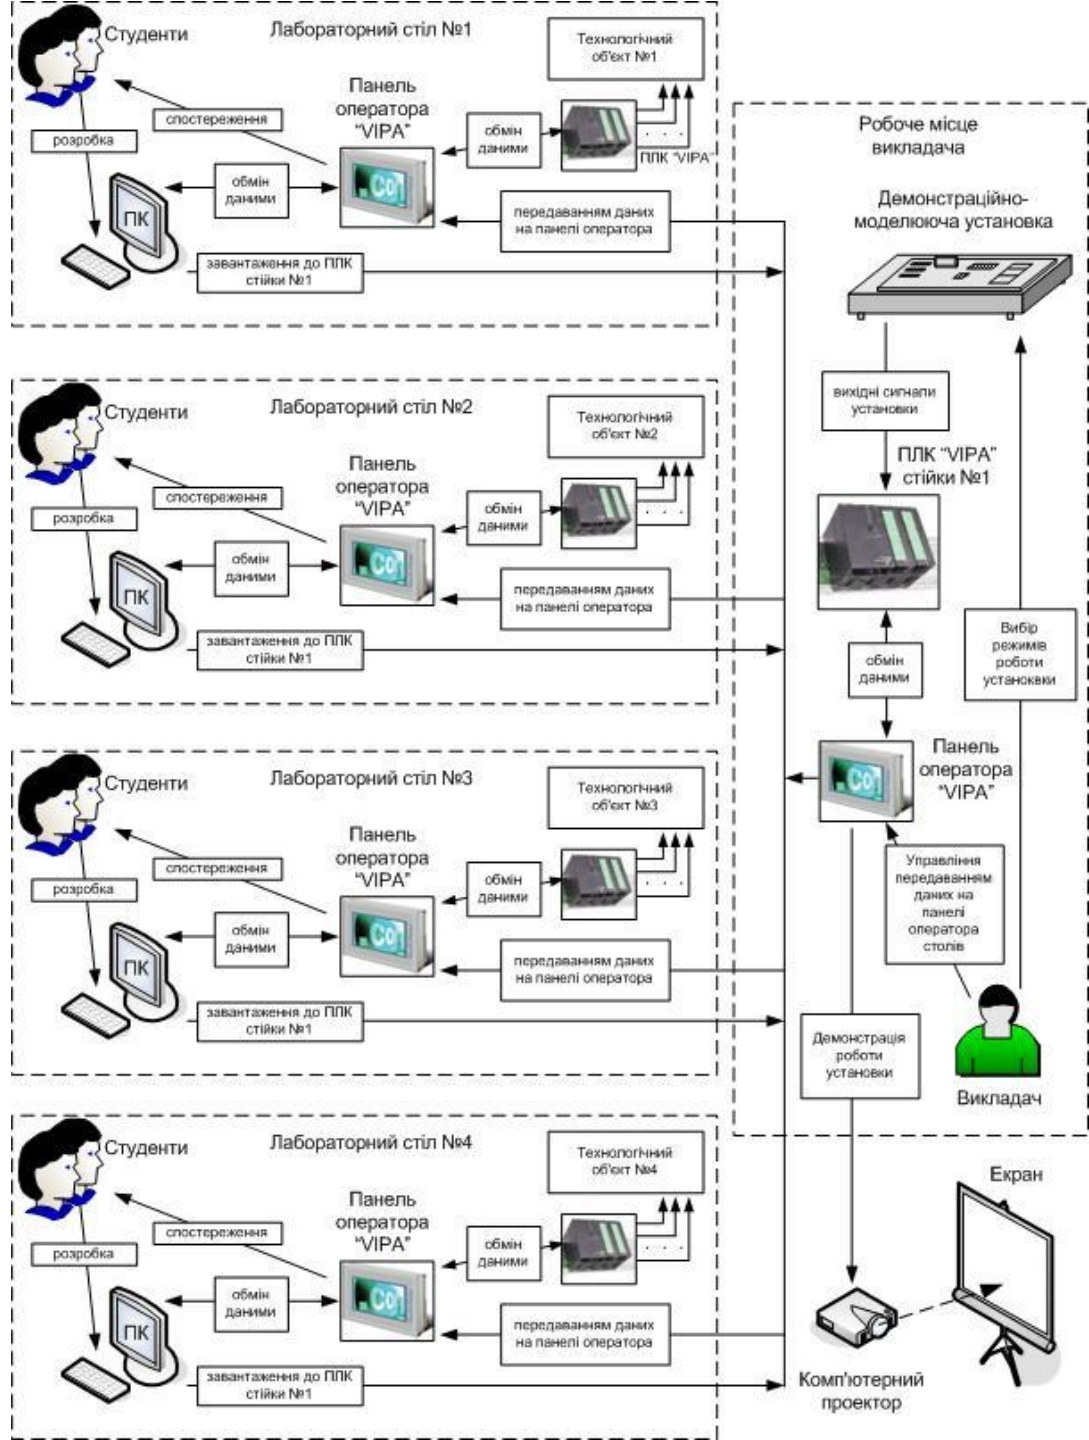 Студенти
Лабораторний стіл №1
Технологічний
об'єкт №1
Панель
оператора
"VIPA"
спостереження
розробка
обмін
даними
ПЛК "VIPA"
ПК
обмін
даними
передаванням даних
на панелі оператора
завантаження до ПЛК
стійки №1
Студенти
Лабораторний стіл №2
Технологічний
об'єкт №2
Панель
оператора
"VIPA"
спостереження
розробка
обмін
даними
ПК
обмін
даними
передаванням даних
на панелі оператора
завантаження до ПЛК
стійки №1
Студенти
Лабораторний стіл №3
Технологічний
об'єкт №3
Панель
оператора
"VIPA"
спостереження
розробка
обмін
даними
ПК
обмін
даними
передаванням даних
на панелі оператора
завантаження до ПЛК
стійки №1
Студенти
Лабораторний стіл №4
Технологічний
об'єкт №4
Панель
оператора
"VIPA"
спостереження
розробка
обмін
даними
ПК
обмін
даними
передаванням даних
на панелі оператора
завантаження до ПЛК
стійки №1
Робоче місце
викладача
Демонстраційно-
моделююча установка
вихідні сигнали
установки
ПЛК "VIPA"
стійки №1
Вибір
режимів
роботи
устаноквки
обмін
даними
Панель
оператора
"VIPA"
Управління
передаванням
даних на
панелі
оператора
столів
Демонстрація
роботи
установки
Викладач
Екран
Комп'ютерний
проектор